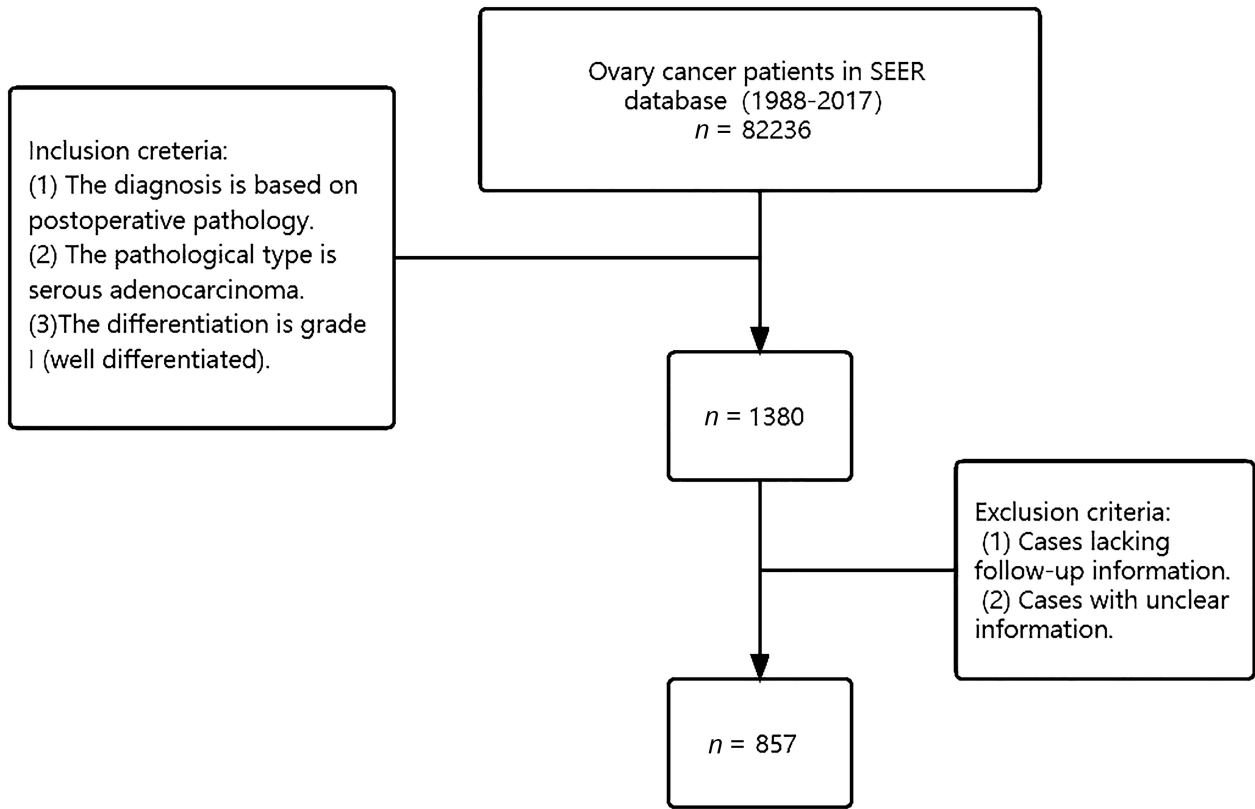 Ovary cancer patients in SEER
database (1988-2017)
n = 82236
Inclusion creteria:
(1) The diagnosis is based on
postoperative pathology.
(2) The pathological type is
serous adenocarcinoma.
(3)The differentiation is grade
I (well differentiated).
n = 1380
Exclusion criteria:
(1) Cases lacking
follow-up information.
(2) Cases with unclear
information.
n = 857